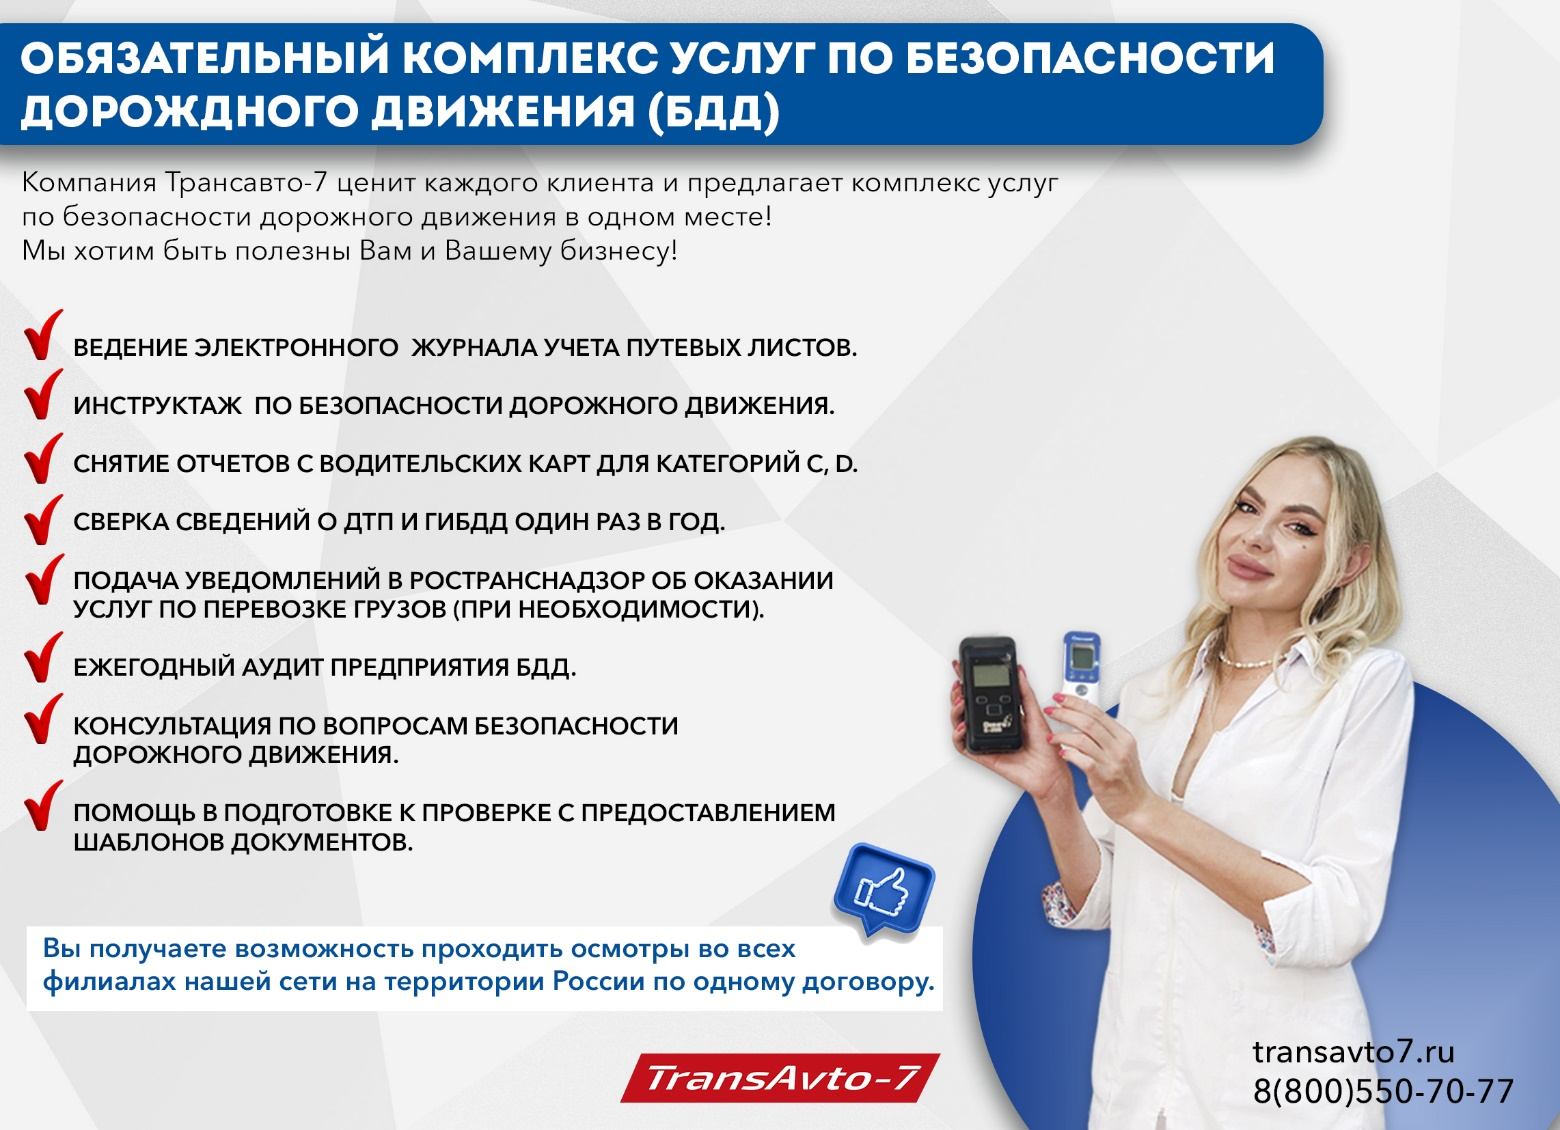 ОБЯЗАТЕЛЬНЫЙ КОМПЛЕКС УСЛУГ ПО БЕЗОПАСНОСТИ
ДОРОЖДНОГО ДВИЖЕНИЯ (БДД)
Компания Трансавто-7 ценит каждого клиента и предлагает комплекс услуг
по безопасности дорожного движения в одном месте!
Мы хотим быть полезны Вам и Вашему бизнесу!
ВЕДЕНИЕ ЭЛЕКТРОННОГО ЖУРНАЛА УЧЕТА ПУТЕВЫХ ЛИСТОВ.
ИНСТРУКТАЖ ПО БЕЗОПАСНОСТИ ДОРОЖНОГО ДВИЖЕНИЯ.
СНЯТИЕ ОТЧЕТОВ С ВОДИТЕЛЬСКИХ КАРТ ДЛЯ КАТЕГОРИЙ C, D.
СВЕРКА СВЕДЕНИЙ О ДТП И ГИБДД ОДИН РАЗ В ГОД.
ПОДАЧА УВЕДОМЛЕНИЙ В РОСТРАНСНАДЗОР ОБ ОКАЗАНИИ
УСЛУГ ПО ПЕРЕВОЗКЕ ГРУЗОВ (ПРИ НЕОБХОДИМОСТИ).
ЕЖЕГОДНЫЙ АУДИТ ПРЕДПРИЯТИЯ БДД.
КОНСУЛЬТАЦИЯ ПО ВОПРОСАМ БЕЗОПАСНОСТИ
ДОРОЖНОГО ДВИЖЕНИЯ.
ПОМОЩЬ В ПОДГОТОВКЕ К ПРОВЕРКЕ С ПРЕДОСТАВЛЕНИЕМ
ШАБЛОНОВ ДОКУМЕНТОВ.
Вы получаете возможность проходить осмотры во всех
филиалах нашей сети на территории России по одному договору.
TransAvto-7
transavto7.ru
8(800)550-70-77